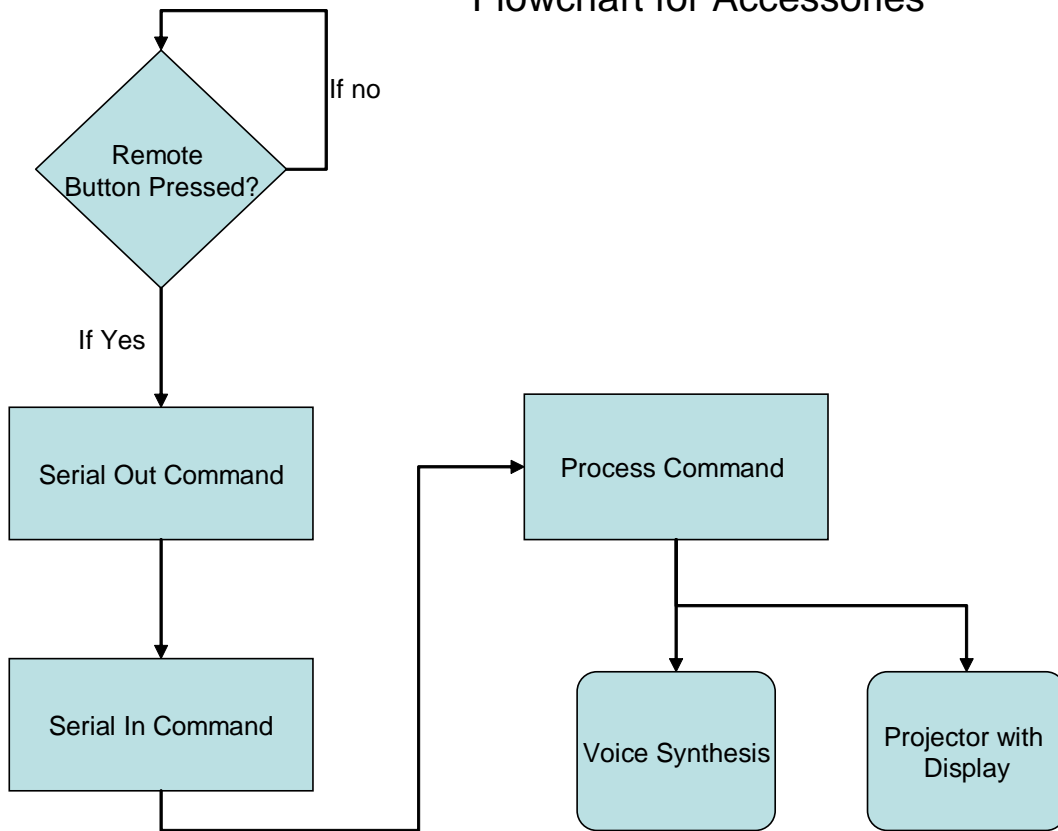 Flowchart for Accessories
If no
Remote
Button Pressed?
If Yes
Serial Out Command
Process Command
Serial In Command
Voice Synthesis
Projector with
Display